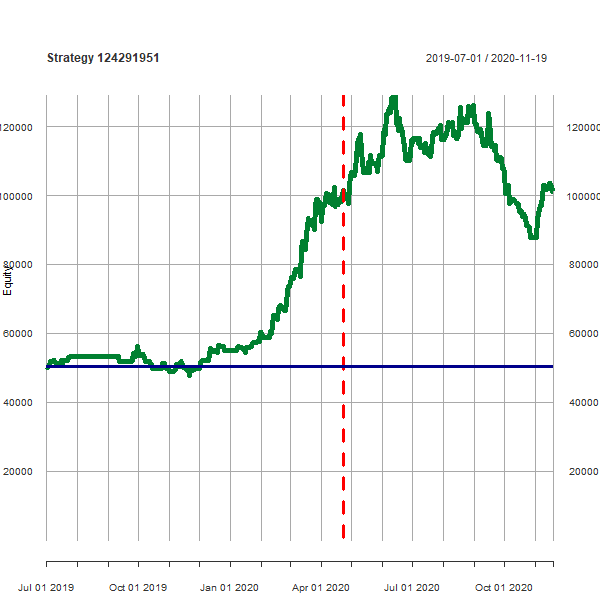 Strategy 124291951 2019-07-01 / 2020-11-19
120000 120000
100000 100000
80000 80000
Equity
60000 60000
40000 40000
20000 20000
Jul 01 2019 Oct 01 2019 Jan 01 2020 Apr 01 2020 Jul 01 2020 Oct 01 2020